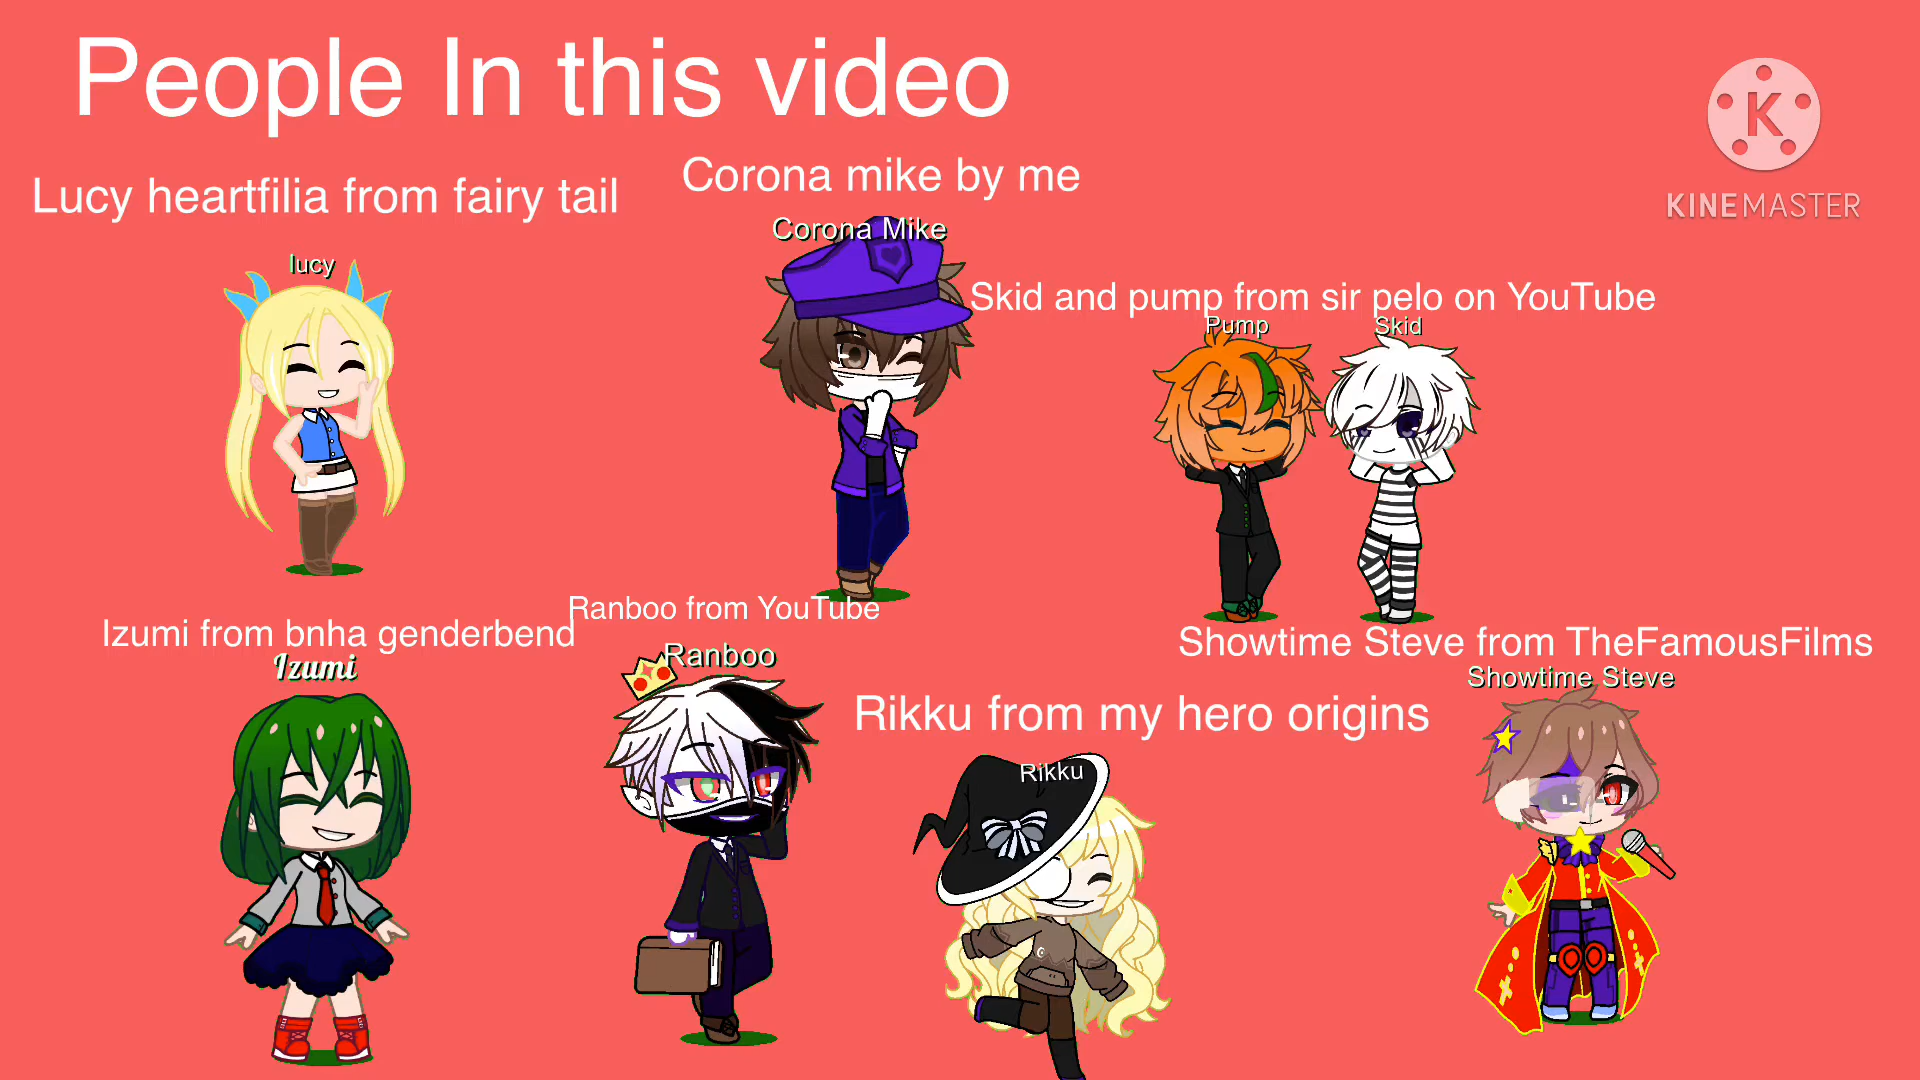 People In this video
K
KINEMASTER
Lucy heartfilia from fairy tail
Corona mike by me
lucy
Corona Mike
Skid and pump from sir pelo on YouTube
Pump
Skid
Izumi from bnha genderbend
Izumi
Ranboo from YouTube
Ranboo
Showtime Steve from TheFamousFilms
Showtime Steve
Rikku from my hero origins
Rikku